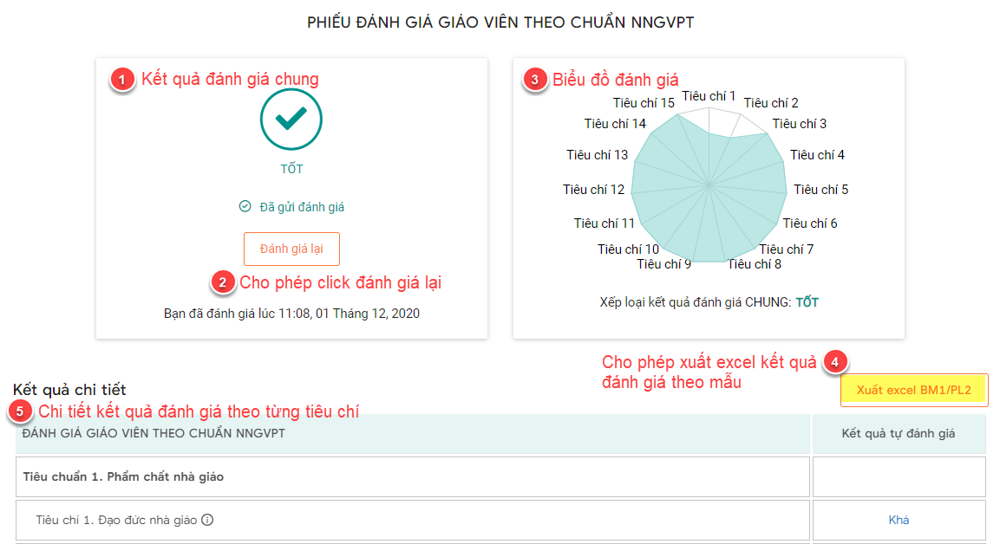 PHIẾU ĐÁNH GIÁ GIÁO VIÊN THEO CHUẨN NNGVPT
1 Kết quả đánh giá chung
TỐT
Đã gửi đánh giá
Đánh giá lại
2 Cho phép click đánh giá lại
Bạn đã đánh giá lúc 11:08, 01 Tháng 12, 2020
3 Biểu đồ đánh giá
Tiêu chí 1
Tiêu chí 2
Tiêu chí 3
Tiêu chí 4
Tiêu chí 5
Tiêu chí 6
Tiêu chí 7
Tiêu chí 8
Tiêu chí 9
Tiêu chí 10
Tiêu chí 11
Tiêu chí 12
Tiêu chí 13
Tiêu chí 14
Tiêu chí 15
Xếp loại kết quả đánh giá CHUNG: TỐT
Cho phép xuất excel kết quả 4
đánh giá theo mẫu
Xuất excel BM1/PL2
Kết quả chi tiết
5 Chi tiết kết quả đánh giá theo từng tiêu chí
ĐÁNH GIÁ GIÁO VIÊN THEO CHUẨN NNGVPT Kết quả tự đánh giá
Tiêu chuẩn 1. Phẩm chất nhà giáo
Tiêu chí 1. Đạo đức nhà giáo Khá